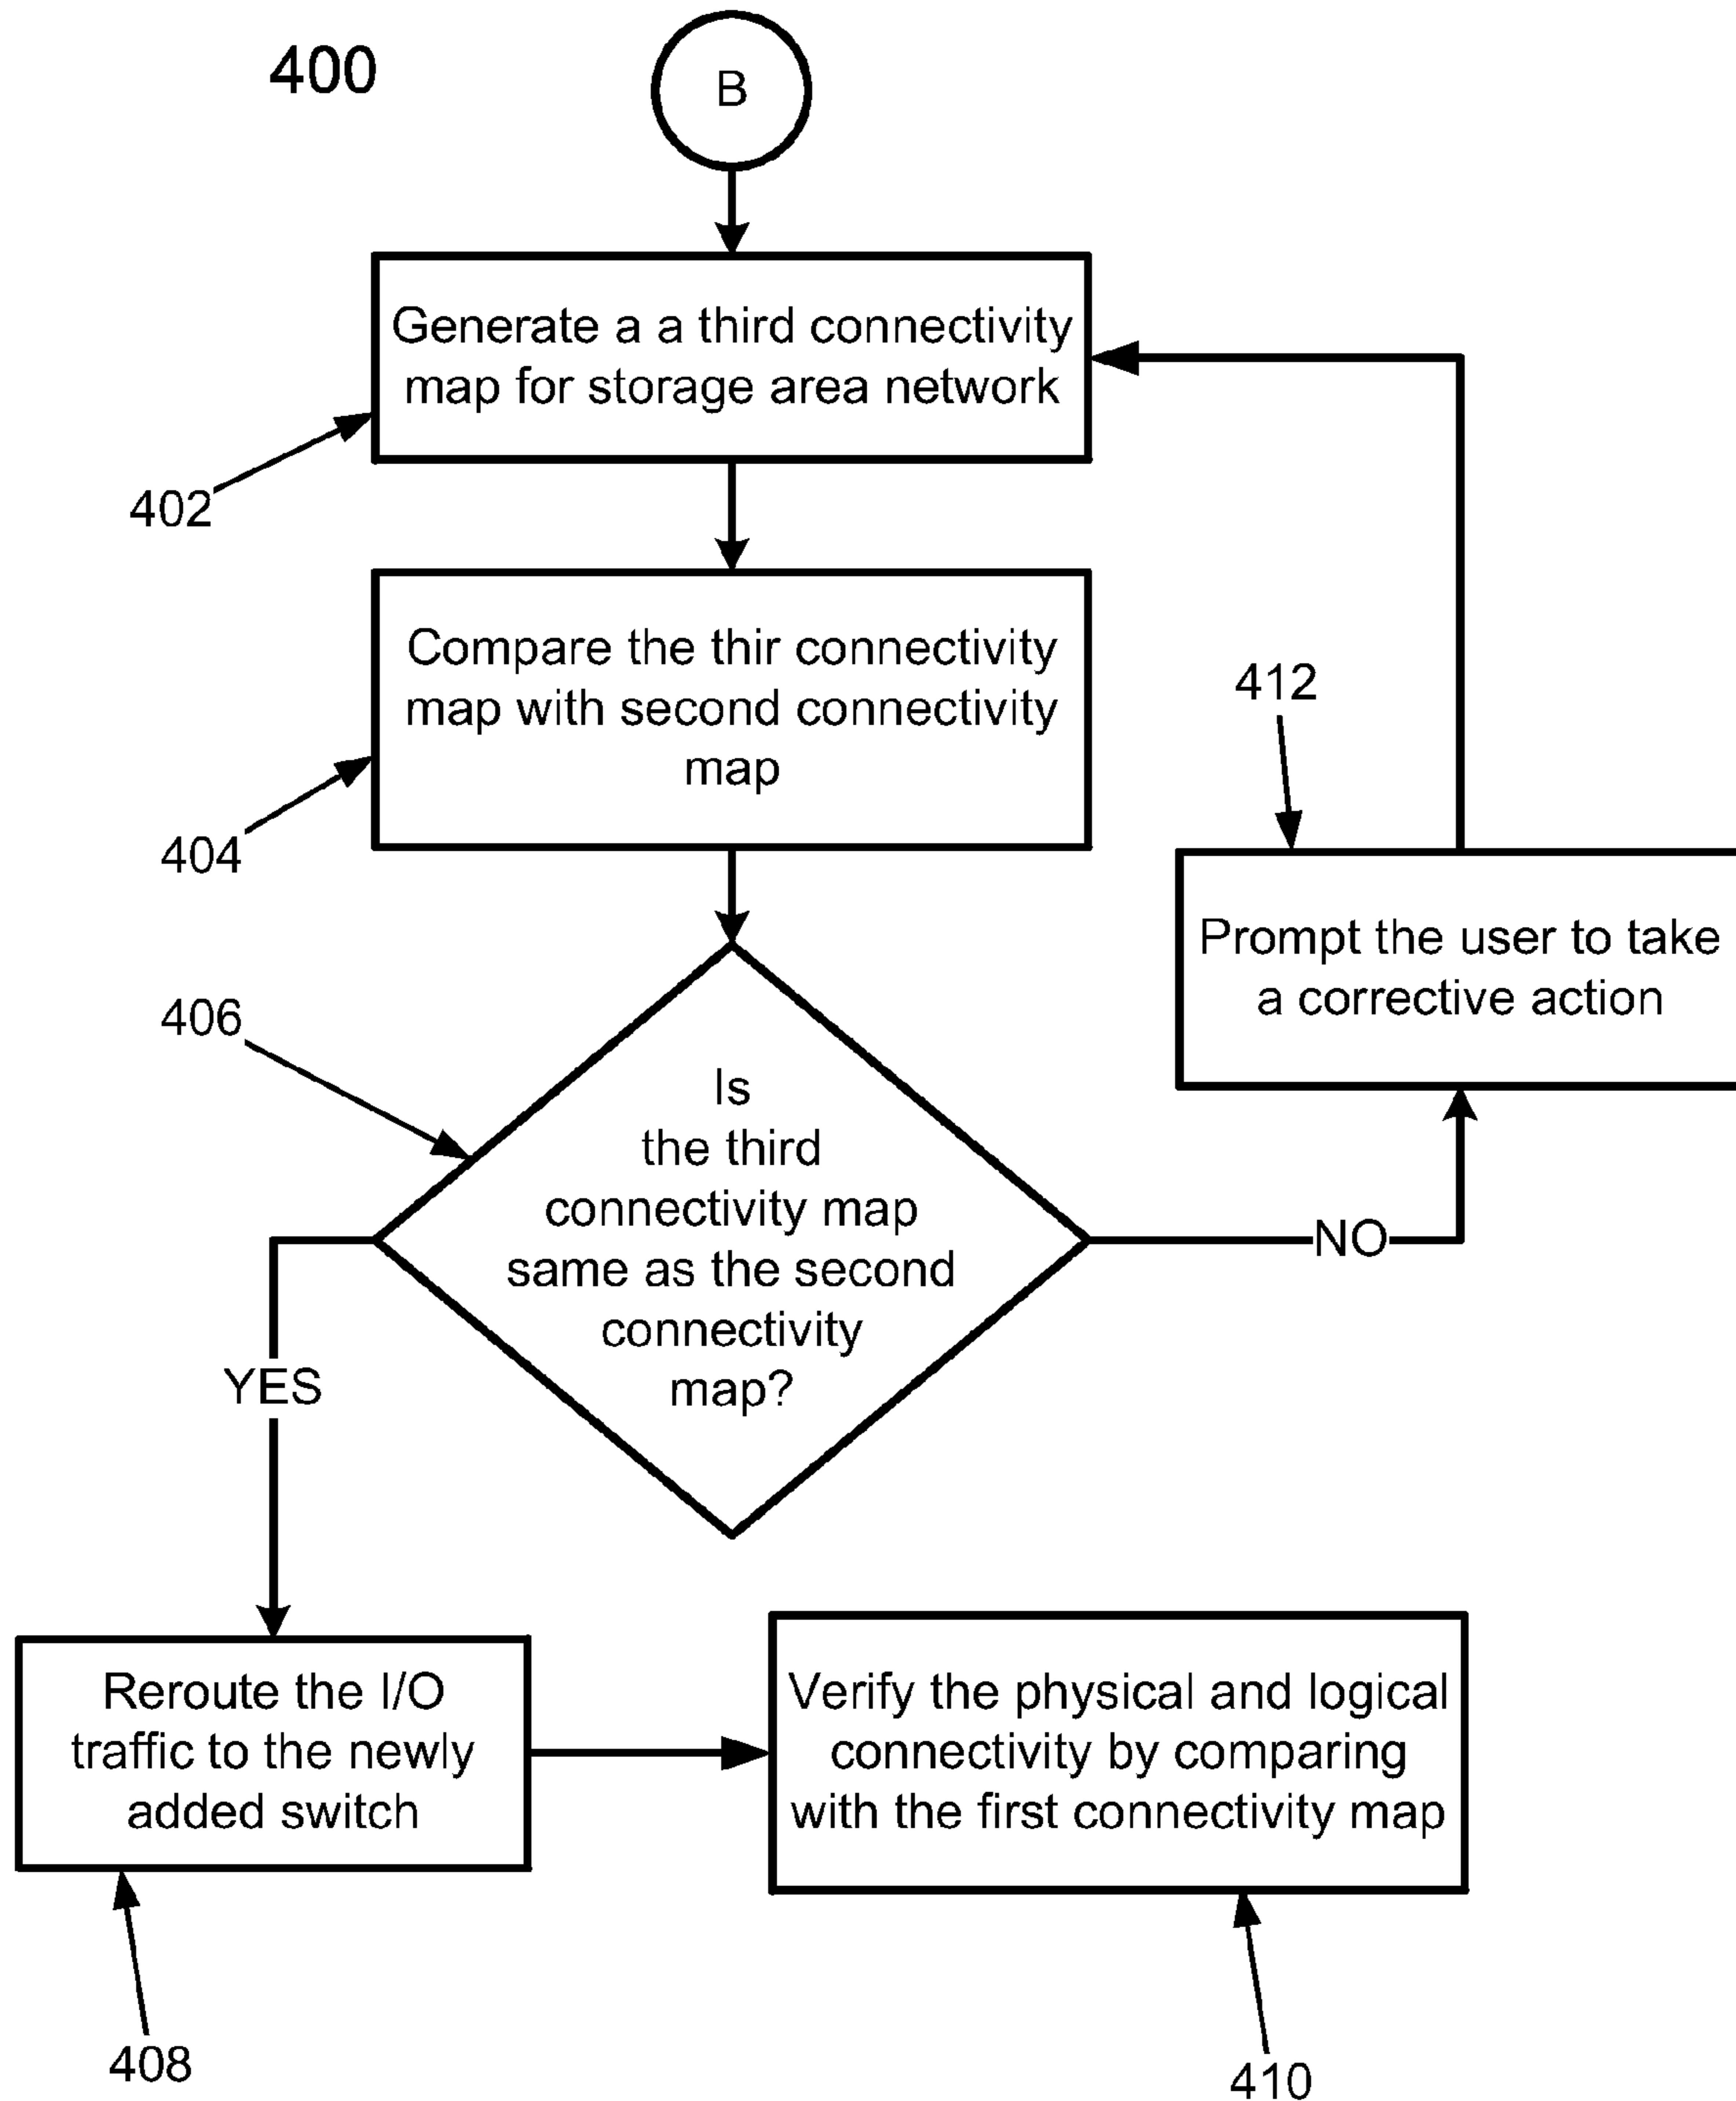 400
B
Generate a a third connectivity
map for storage area network
402
Compare the thir connectivity
map with second connectivity
map
404
412
Prompt the user to take
a corrective action
406
Is
the third
connectivity map
same as the second
connectivity
map?
NO
YES
Reroute the I/O
traffic to the newly
added switch
Verify the physical and logical
connectivity by comparing
with the first connectivity map
408
410